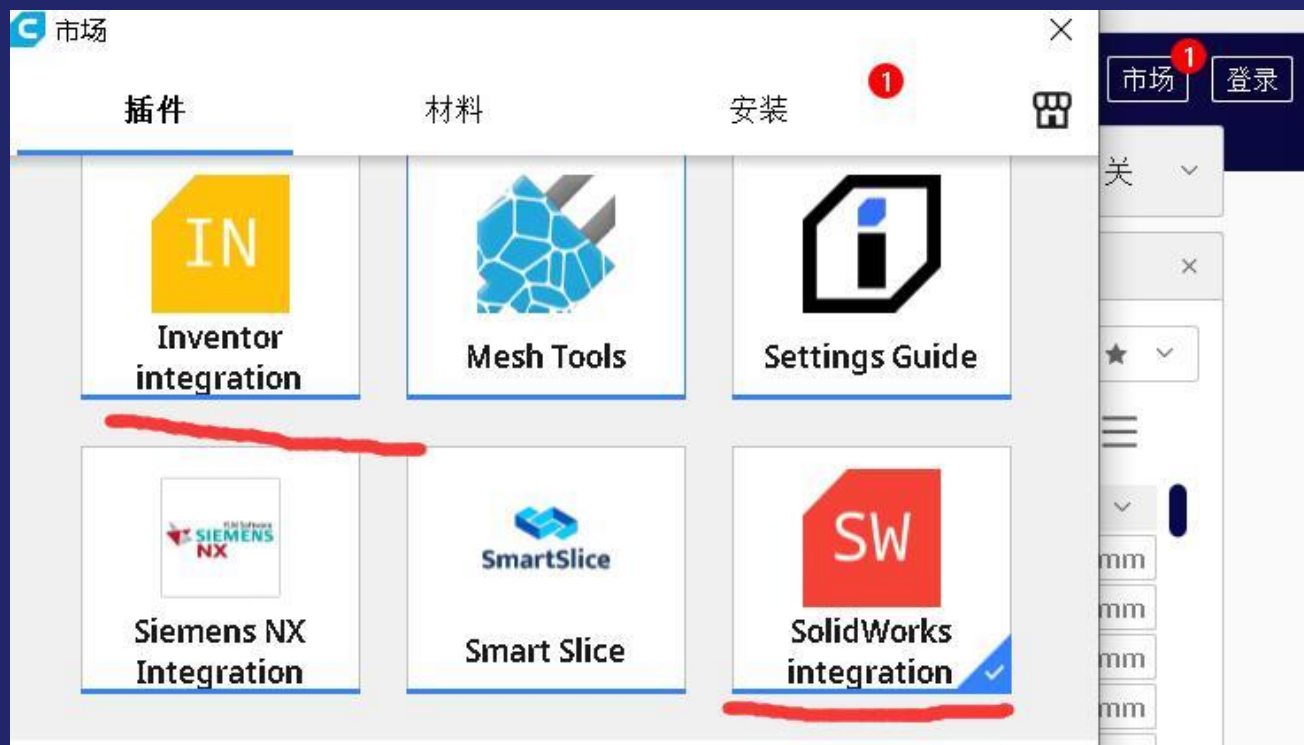 C 市场
插件
材料
安装
1
市场
1
登录
关
IN
Inventor
integration
Mesh Tools
i
Settings Guide
SIEMENS
NX
Siemens NX
Integration
SmartSlice
Smart Slice
SW
SolidWorks
integration
mm
mm
mm
mm